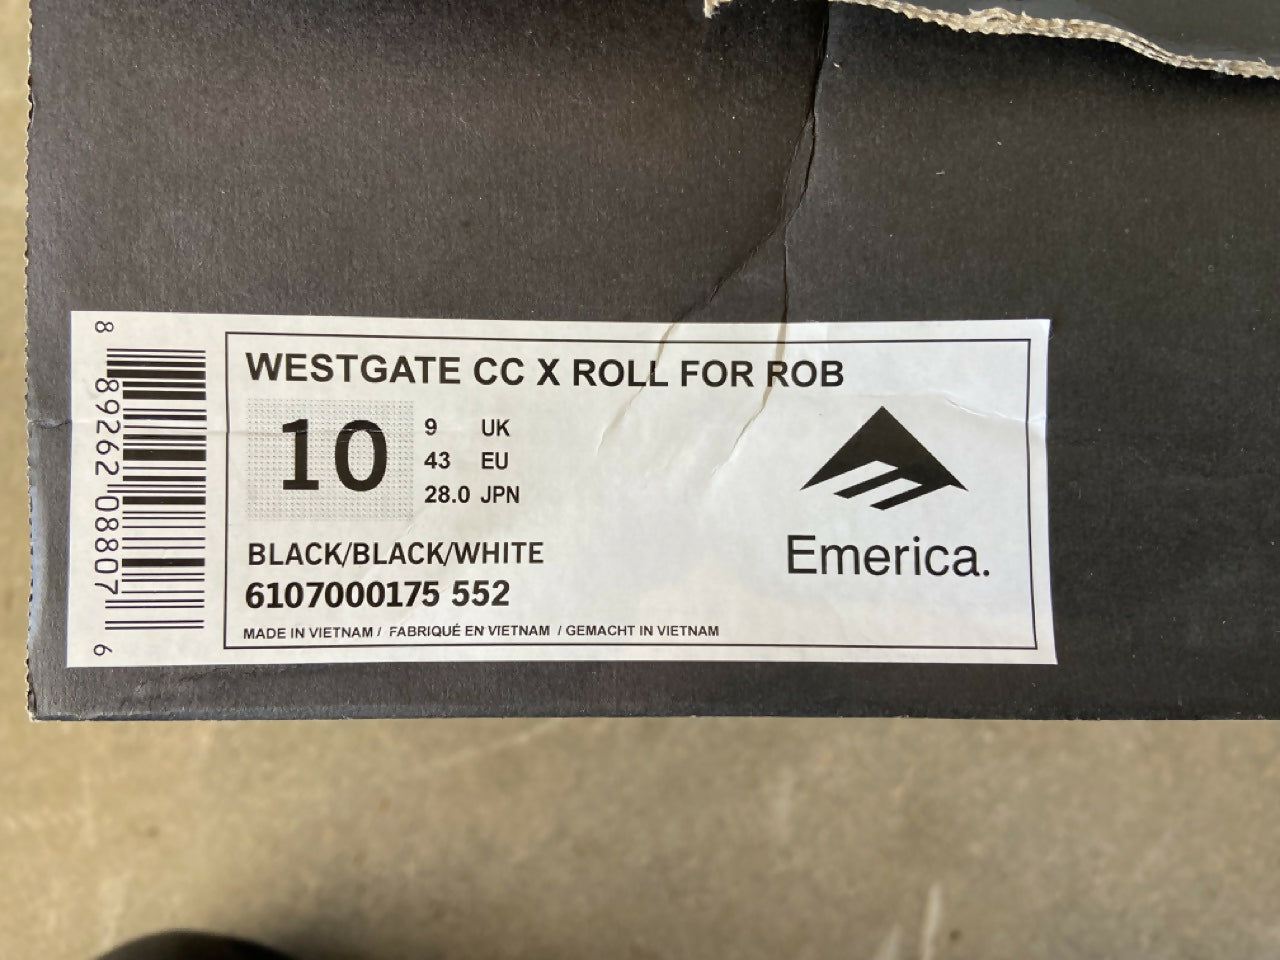 8 89262 08807 6
WESTGATE CC X ROLL FOR ROB
10
9 UK
43 EU
28.0 JPN
BLACK/BLACK/WHITE
6107000175 552
MADE IN VIETNAM / FABRIQUÉ EN VIETNAM / GEMACHT IN VIETNAM
Emerica.